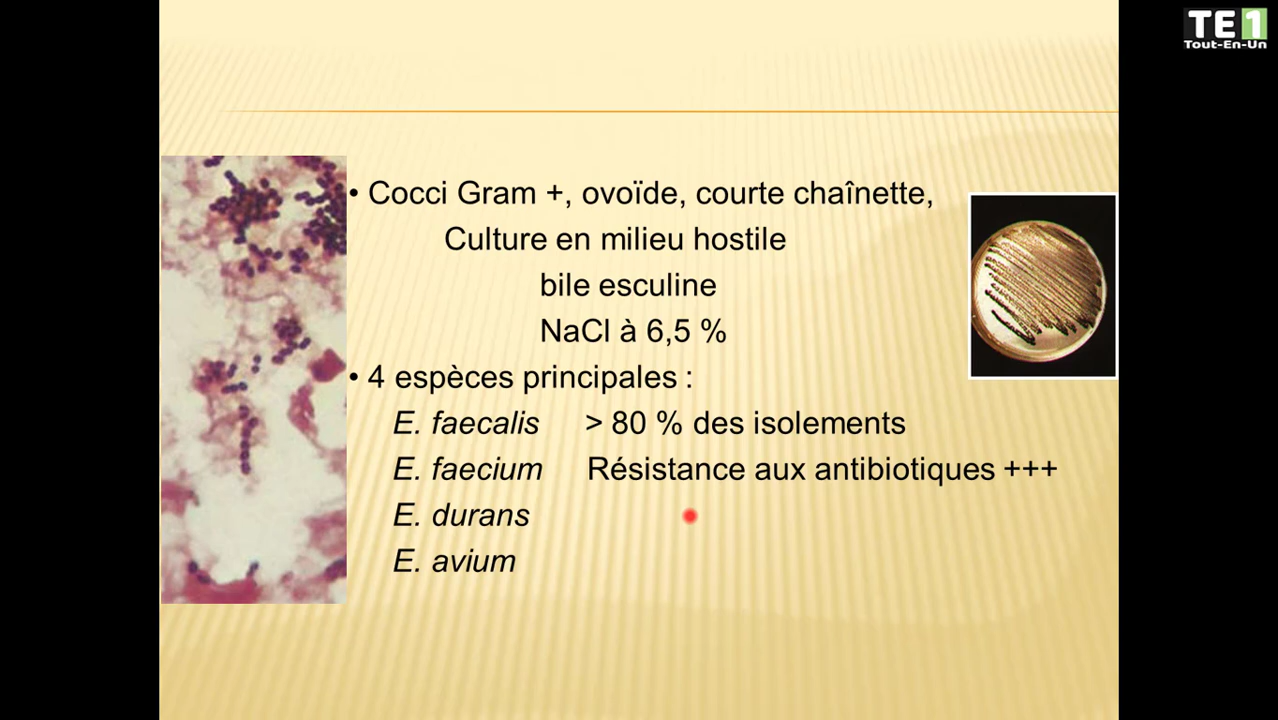 TE1
Tout-En-Un
• Cocci Gram +, ovoïde, courte chaînette,
Culture en milieu hostile
bile esculine
NaCl à 6,5 %
• 4 espèces principales :
E. faecalis > 80 % des isolements
E. faecium Résistance aux antibiotiques +++
E. durans
E. avium